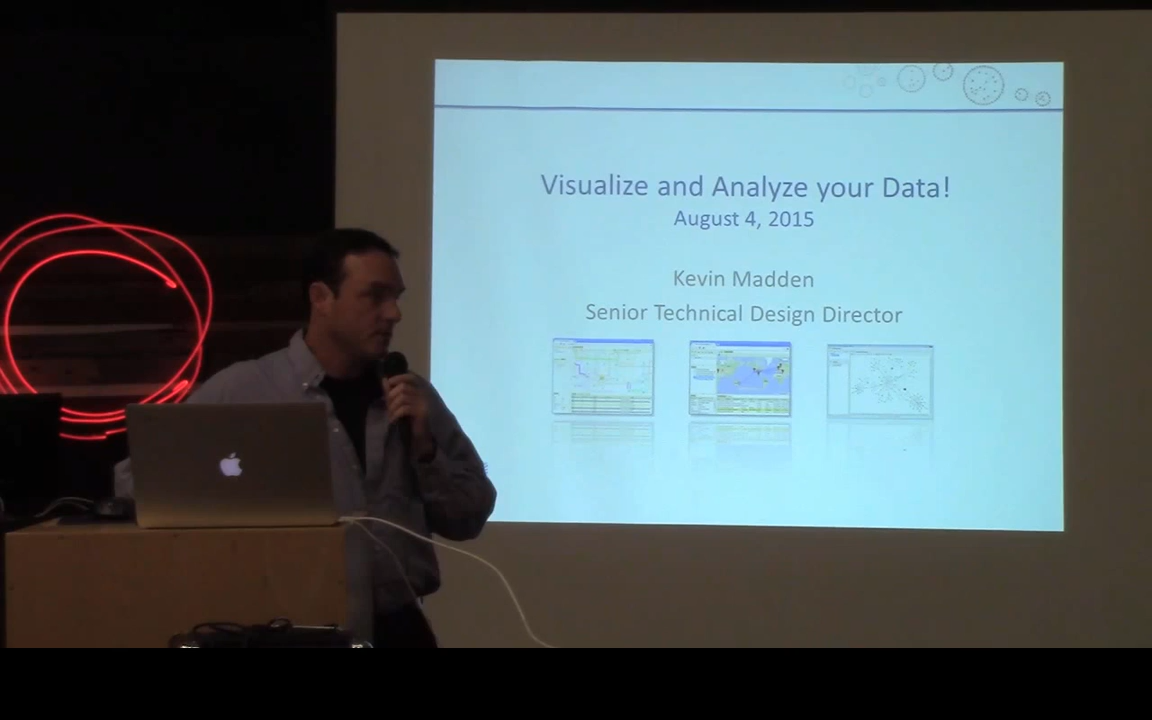 Visualize and Analyze your Data!
August 4, 2015
Kevin Madden
Senior Technical Design Director